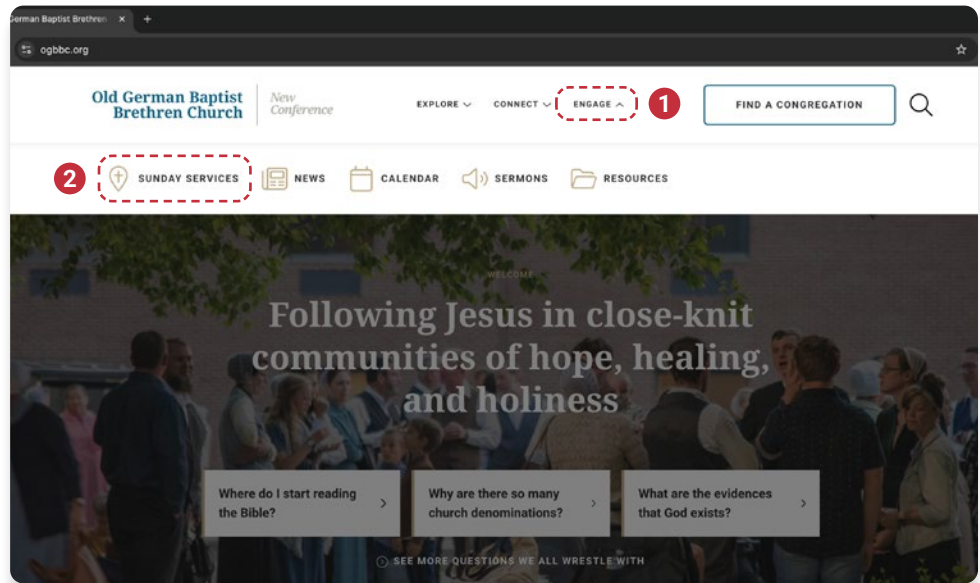 German Baptist Brethren
ogbbc.org
Old German Baptist
Brethren Church
New
Conference
EXPLORE
CONNECT
ENGAGE
1
FIND A CONGREGATION
2
SUNDAY SERVICES
NEWS
CALENDAR
SERMONS
RESOURCES
WELCOME
Following Jesus in close-knit
communities of hope, healing,
and holiness
Where do I start reading
the Bible?
Why are there so many
church denominations?
What are the evidences
that God exists?
SEE MORE QUESTIONS WE ALL WRESTLE WITH